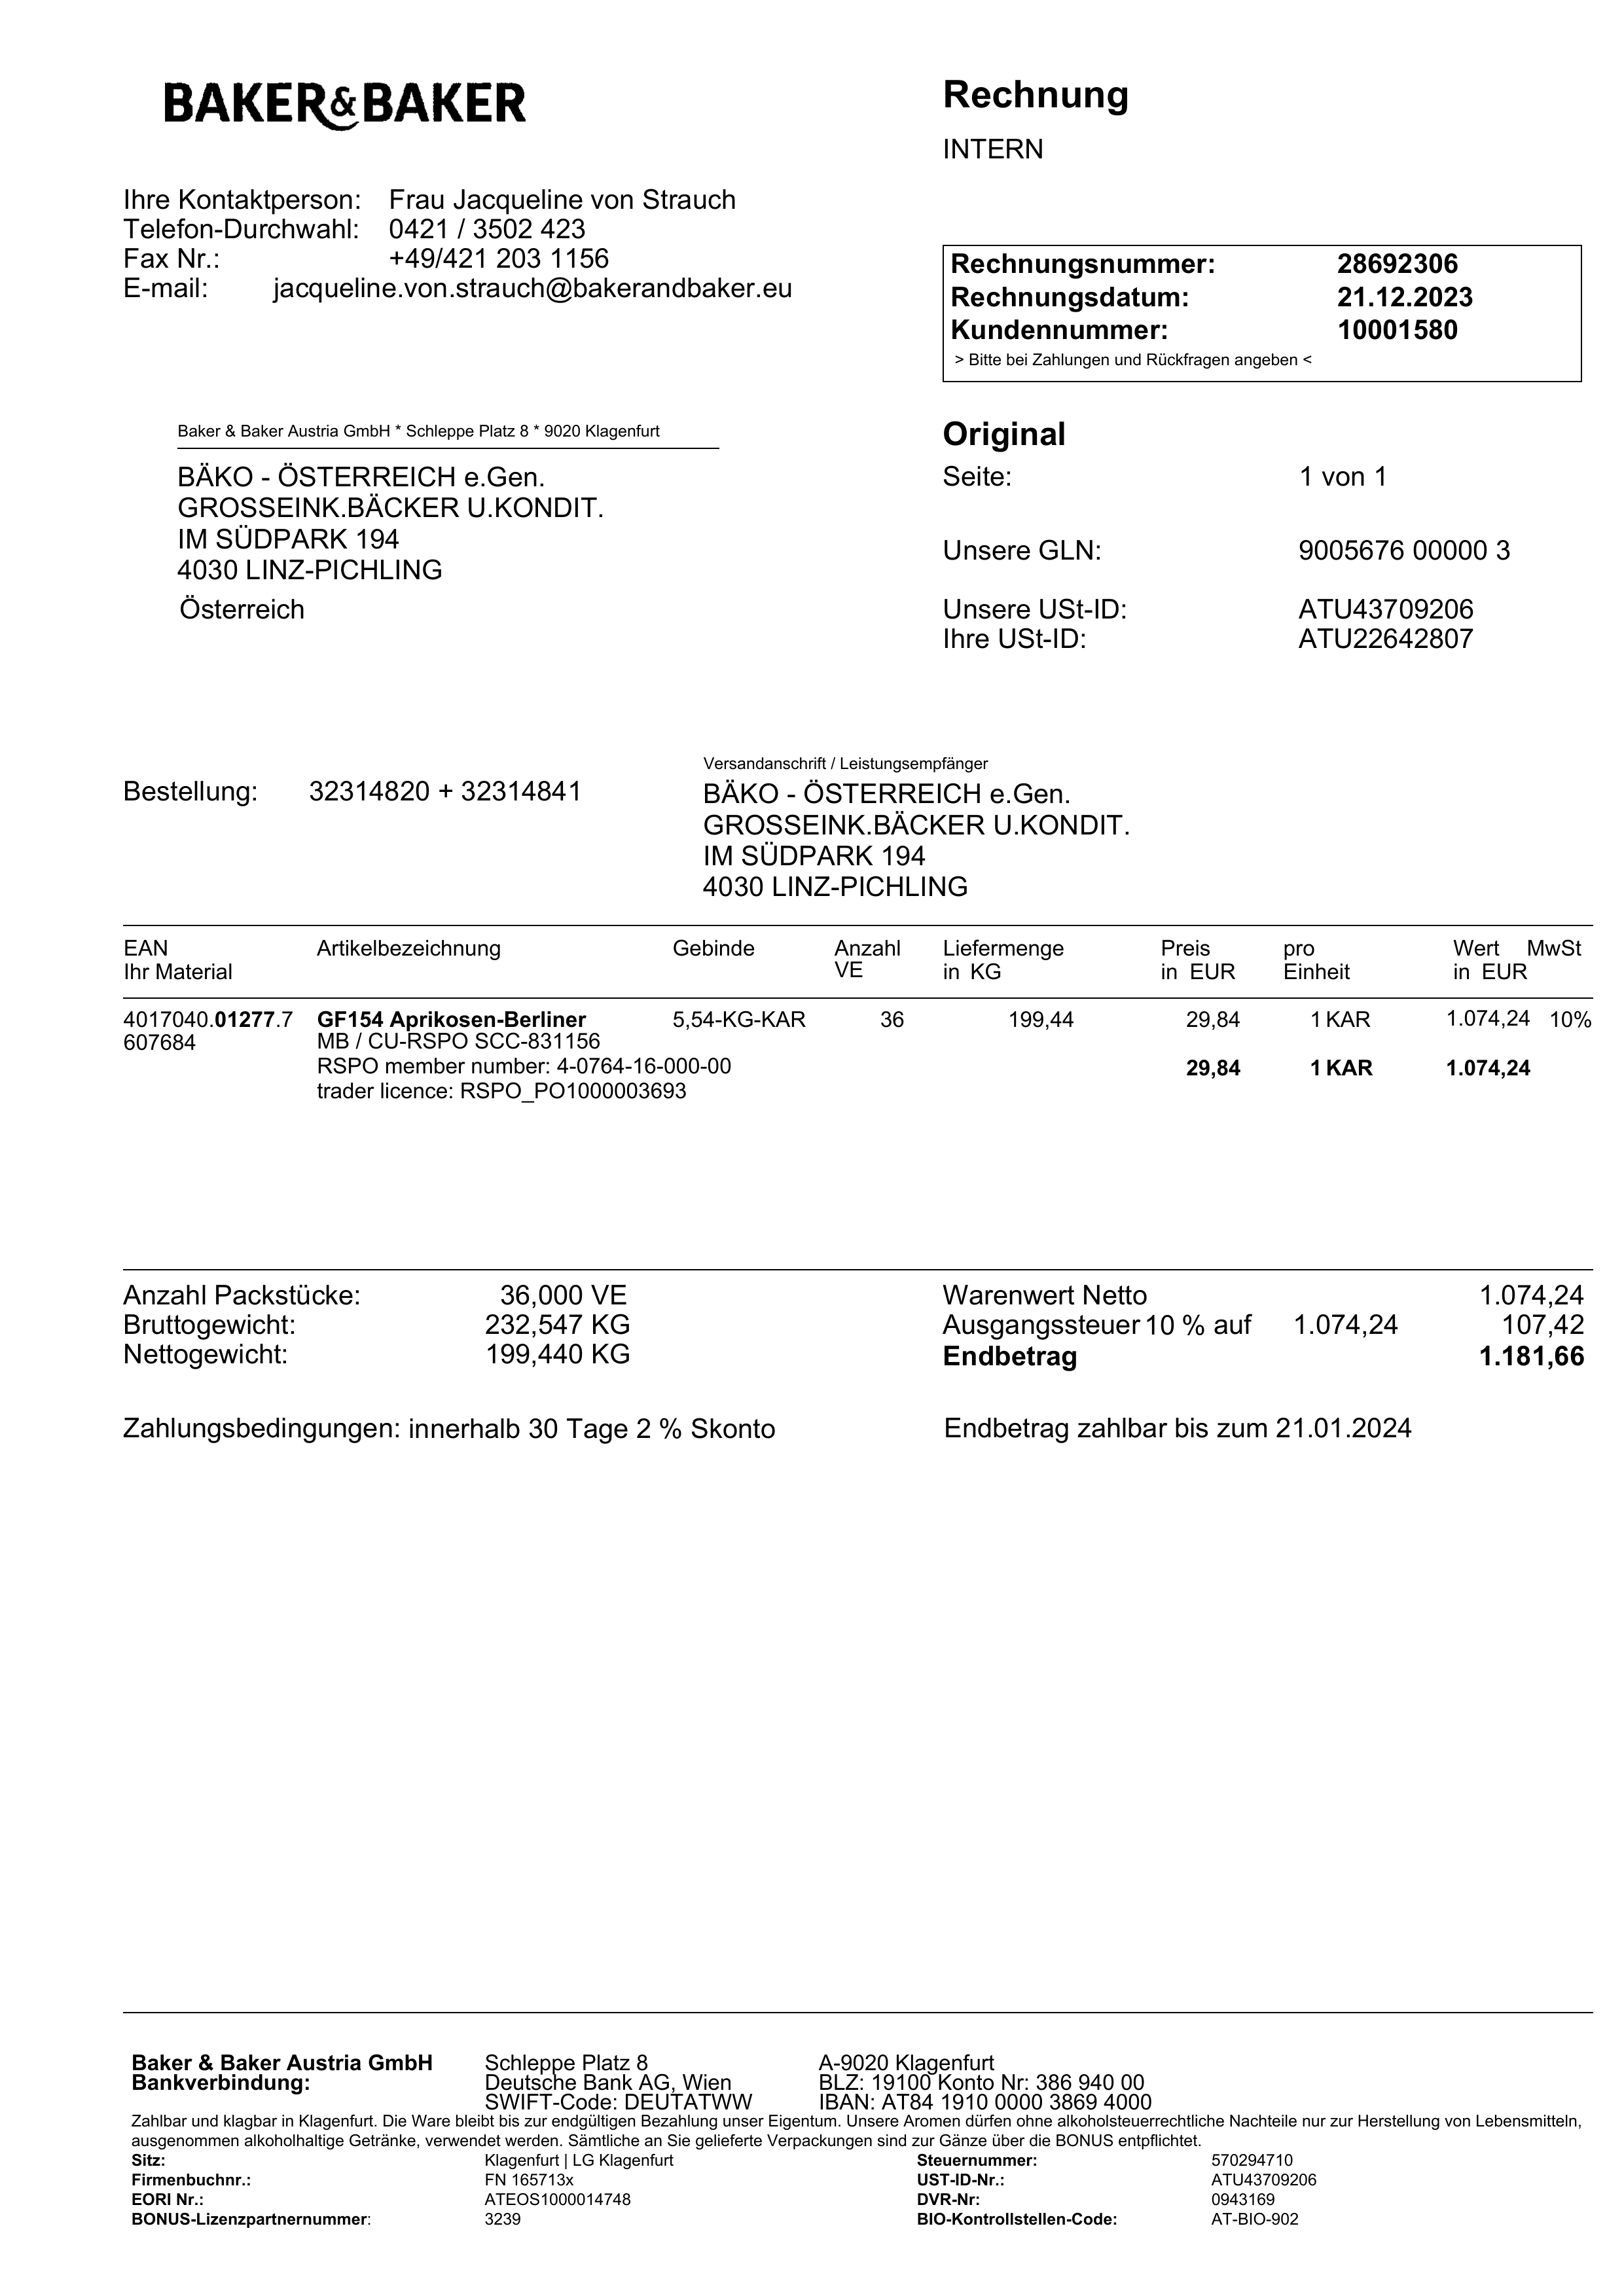 BAKER&BAKER
Rechnung
INTERN
Ihre Kontaktperson: Frau Jacqueline von Strauch
Telefon-Durchwahl: 0421 / 3502 423
Fax Nr.: +49/421 203 1156
E-mail: jacqueline.von.strauch@bakerandbaker.eu
Rechnungsnummer: 28692306
Rechnungsdatum: 21.12.2023
Kundennummer: 10001580
> Bitte bei Zahlungen und Rückfragen angeben <
Baker & Baker Austria GmbH * Schleppe Platz 8 * 9020 Klagenfurt
BÄKO - ÖSTERREICH e.Gen.
GROSSEINK.BÄCKER U.KONDIT.
IM SÜDPARK 194
4030 LINZ-PICHLING
Österreich
Original
Seite: 1 von 1
Unsere GLN: 9005676 00000 3
Unsere USt-ID: ATU43709206
Ihre USt-ID: ATU22642807
Bestellung: 32314820 + 32314841
Versandanschrift / Leistungsempfänger
BÄKO - ÖSTERREICH e.Gen.
GROSSEINK.BÄCKER U.KONDIT.
IM SÜDPARK 194
4030 LINZ-PICHLING
EAN Artikelbezeichnung Gebinde Anzahl Liefermenge Preis pro Wert MwSt
Ihr Material VE in KG in EUR Einheit in EUR
4017040.01277.7 GF154 Aprikosen-Berliner 5,54-KG-KAR 36 199,44 29,84 1 KAR 1.074,24 10%
607684 MB / CU-RSPO SCC-831156
RSPO member number: 4-0764-16-000-00 29,84 1 KAR 1.074,24
trader licence: RSPO_PO1000003693
Anzahl Packstücke: 36,000 VE Warenwert Netto 1.074,24
Bruttogewicht: 232,547 KG Ausgangssteuer 10 % auf 1.074,24 107,42
Nettogewicht: 199,440 KG Endbetrag 1.181,66
Zahlungsbedingungen: innerhalb 30 Tage 2 % Skonto Endbetrag zahlbar bis zum 21.01.2024
Baker & Baker Austria GmbH Schleppe Platz 8 A-9020 Klagenfurt
Bankverbindung: Deutsche Bank AG, Wien BLZ: 19100 Konto Nr: 386 940 00
SWIFT-Code: DEUTATWW IBAN: AT84 1910 0000 3869 4000
Zahlbar und klagbar in Klagenfurt. Die Ware bleibt bis zur endgültigen Bezahlung unser Eigentum. Unsere Aromen dürfen ohne alkoholsteuerrechtliche Nachteile nur zur Herstellung von Lebensmitteln,
ausgenommen alkoholhaltige Getränke, verwendet werden. Sämtliche an Sie gelieferte Verpackungen sind zur Gänze über die BONUS entpflichtet.
Sitz: Klagenfurt | LG Klagenfurt Steuernummer: 570294710
Firmenbuchnr.: FN 165713x UST-ID-Nr.: ATU43709206
EORI Nr.: ATEOS1000014748 DVR-Nr: 0943169
BONUS-Lizenzpartnernummer: 3239 BIO-Kontrollstellen-Code: AT-BIO-902